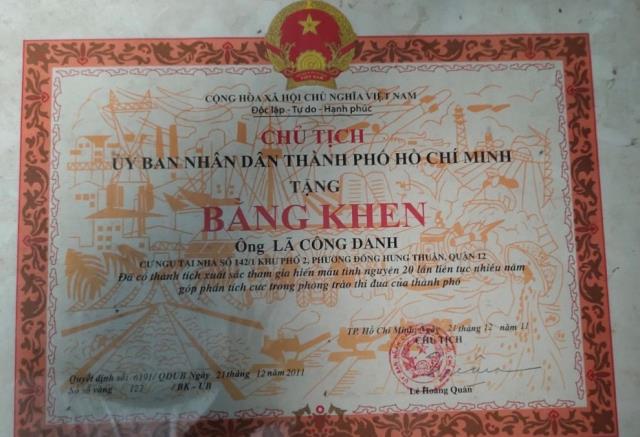 CỘNG HÒA XÃ HỘI CHỦ NGHĨA VIỆT NAM
Độc lập - Tự do - Hạnh phúc
CHỦ TỊCH
ỦY BAN NHÂN DÂN THÀNH PHỐ HỒ CHÍ MINH
TẶNG
BẰNG KHEN
Ông LÃ CÔNG DANH
CƯ NGỤ TẠI NHÀ SỐ 142/1 KHU PHỐ 2, PHƯỜNG ĐÔNG HƯNG THUẬN, QUẬN 12
Đã có thành tích xuất sắc tham gia hiến máu tình nguyện 20 lần liên tục nhiều năm
góp phần tích cực trong phong trào thi đua của thành phố
TP. Hồ Chí Minh, Ngày 21 tháng 12 năm 11
CHỦ TỊCH
Quyết định số: 6191/ QĐUB Ngày 21 tháng 12 năm 2011
Số sổ vàng / 122 / BK - UB
Lê Hoàng Quân